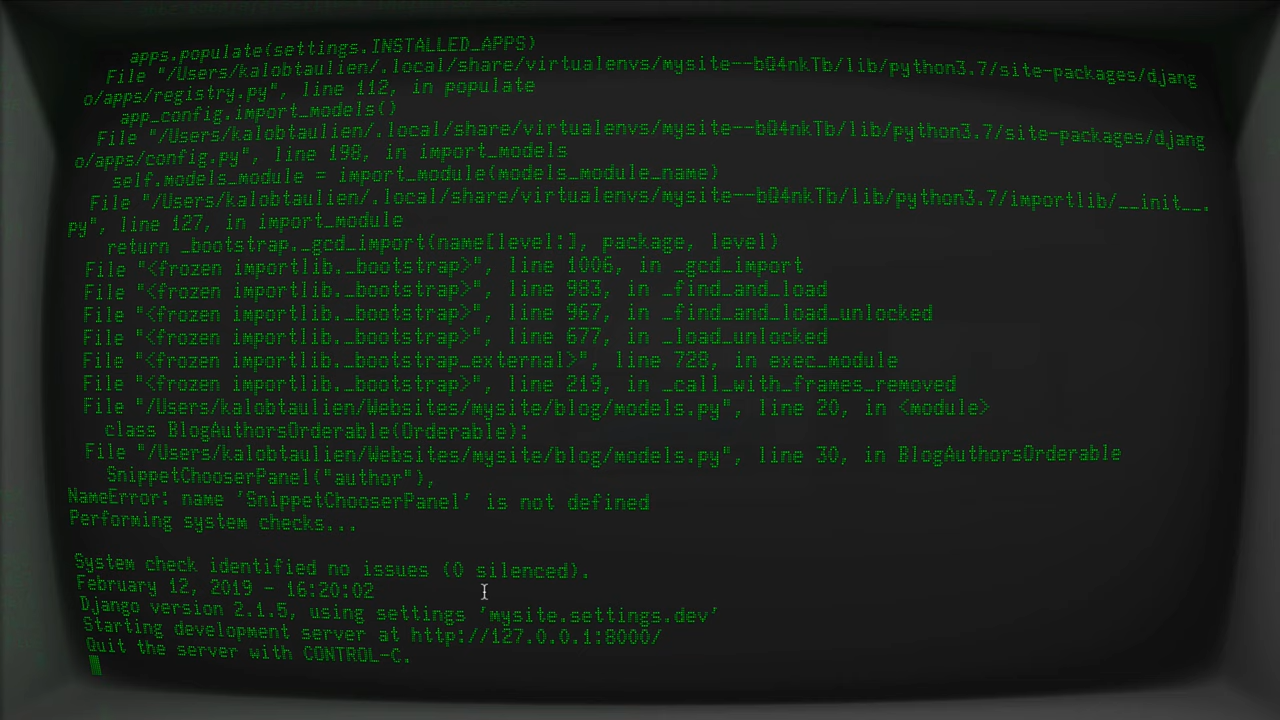 apps.populate(settings.INSTALLED_APPS)
File "/Users/kalobtaulien/.local/share/virtualenvs/mysite--bQ4nkTb/lib/python3.7/site-packages/djang
o/apps/registry.py", line 112, in populate
app_config.import_models()
File "/Users/kalobtaulien/.local/share/virtualenvs/mysite--bQ4nkTb/lib/python3.7/site-packages/djang
o/apps/config.py", line 198, in import_models
self.models_module = import_module(models_module_name)
File "/Users/kalobtaulien/.local/share/virtualenvs/mysite--bQ4nkTb/lib/python3.7/importlib/__init__.
py", line 127, in import_module
return _bootstrap._gcd_import(name[level:], package, level)
File "<frozen importlib._bootstrap>", line 1006, in _gcd_import
File "<frozen importlib._bootstrap>", line 983, in _find_and_load
File "<frozen importlib._bootstrap>", line 967, in _find_and_load_unlocked
File "<frozen importlib._bootstrap>", line 677, in _load_unlocked
File "<frozen importlib._bootstrap_external>", line 728, in exec_module
File "<frozen importlib._bootstrap>", line 219, in _call_with_frames_removed
File "/Users/kalobtaulien/Websites/mysite/blog/models.py", line 20, in <module>
class BlogAuthorsOrderable(Orderable):
File "/Users/kalobtaulien/Websites/mysite/blog/models.py", line 30, in BlogAuthorsOrderable
SnippetChooserPanel("author"),
NameError: name 'SnippetChooserPanel' is not defined
Performing system checks...
System check identified no issues (0 silenced).
February 12, 2019 - 16:20:02
Django version 2.1.5, using settings 'mysite.settings.dev'
Starting development server at http://127.0.0.1:8000/
Quit the server with CONTROL-C.